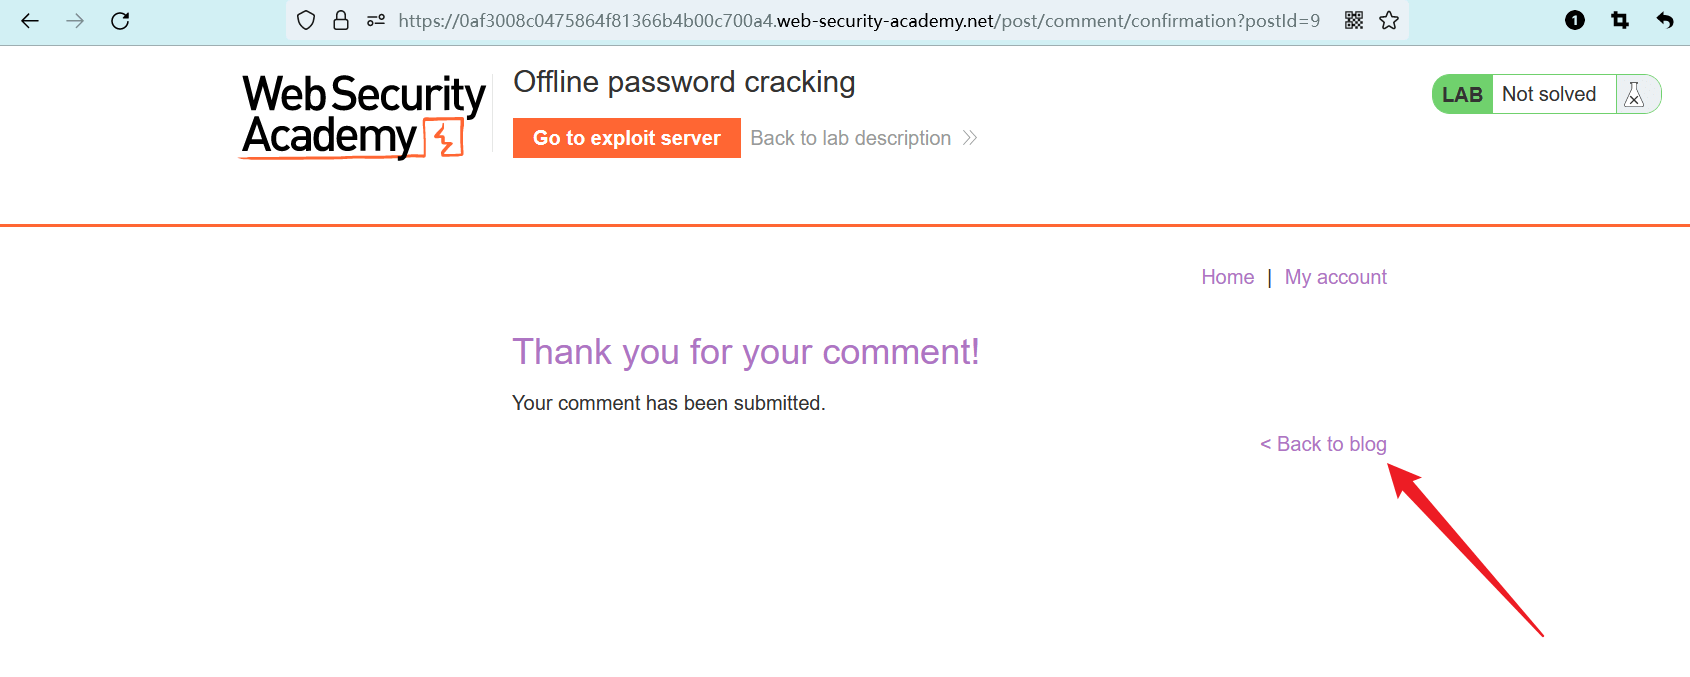 https://0af3008c0475864f81366b4b00c700a4.web-security-academy.net/post/comment/confirmation?postId=9
1
Web Security
Academy
Offline password cracking
Go to exploit server
Back to lab description
LAB
Not solved
Home | My account
Thank you for your comment!
Your comment has been submitted.
< Back to blog